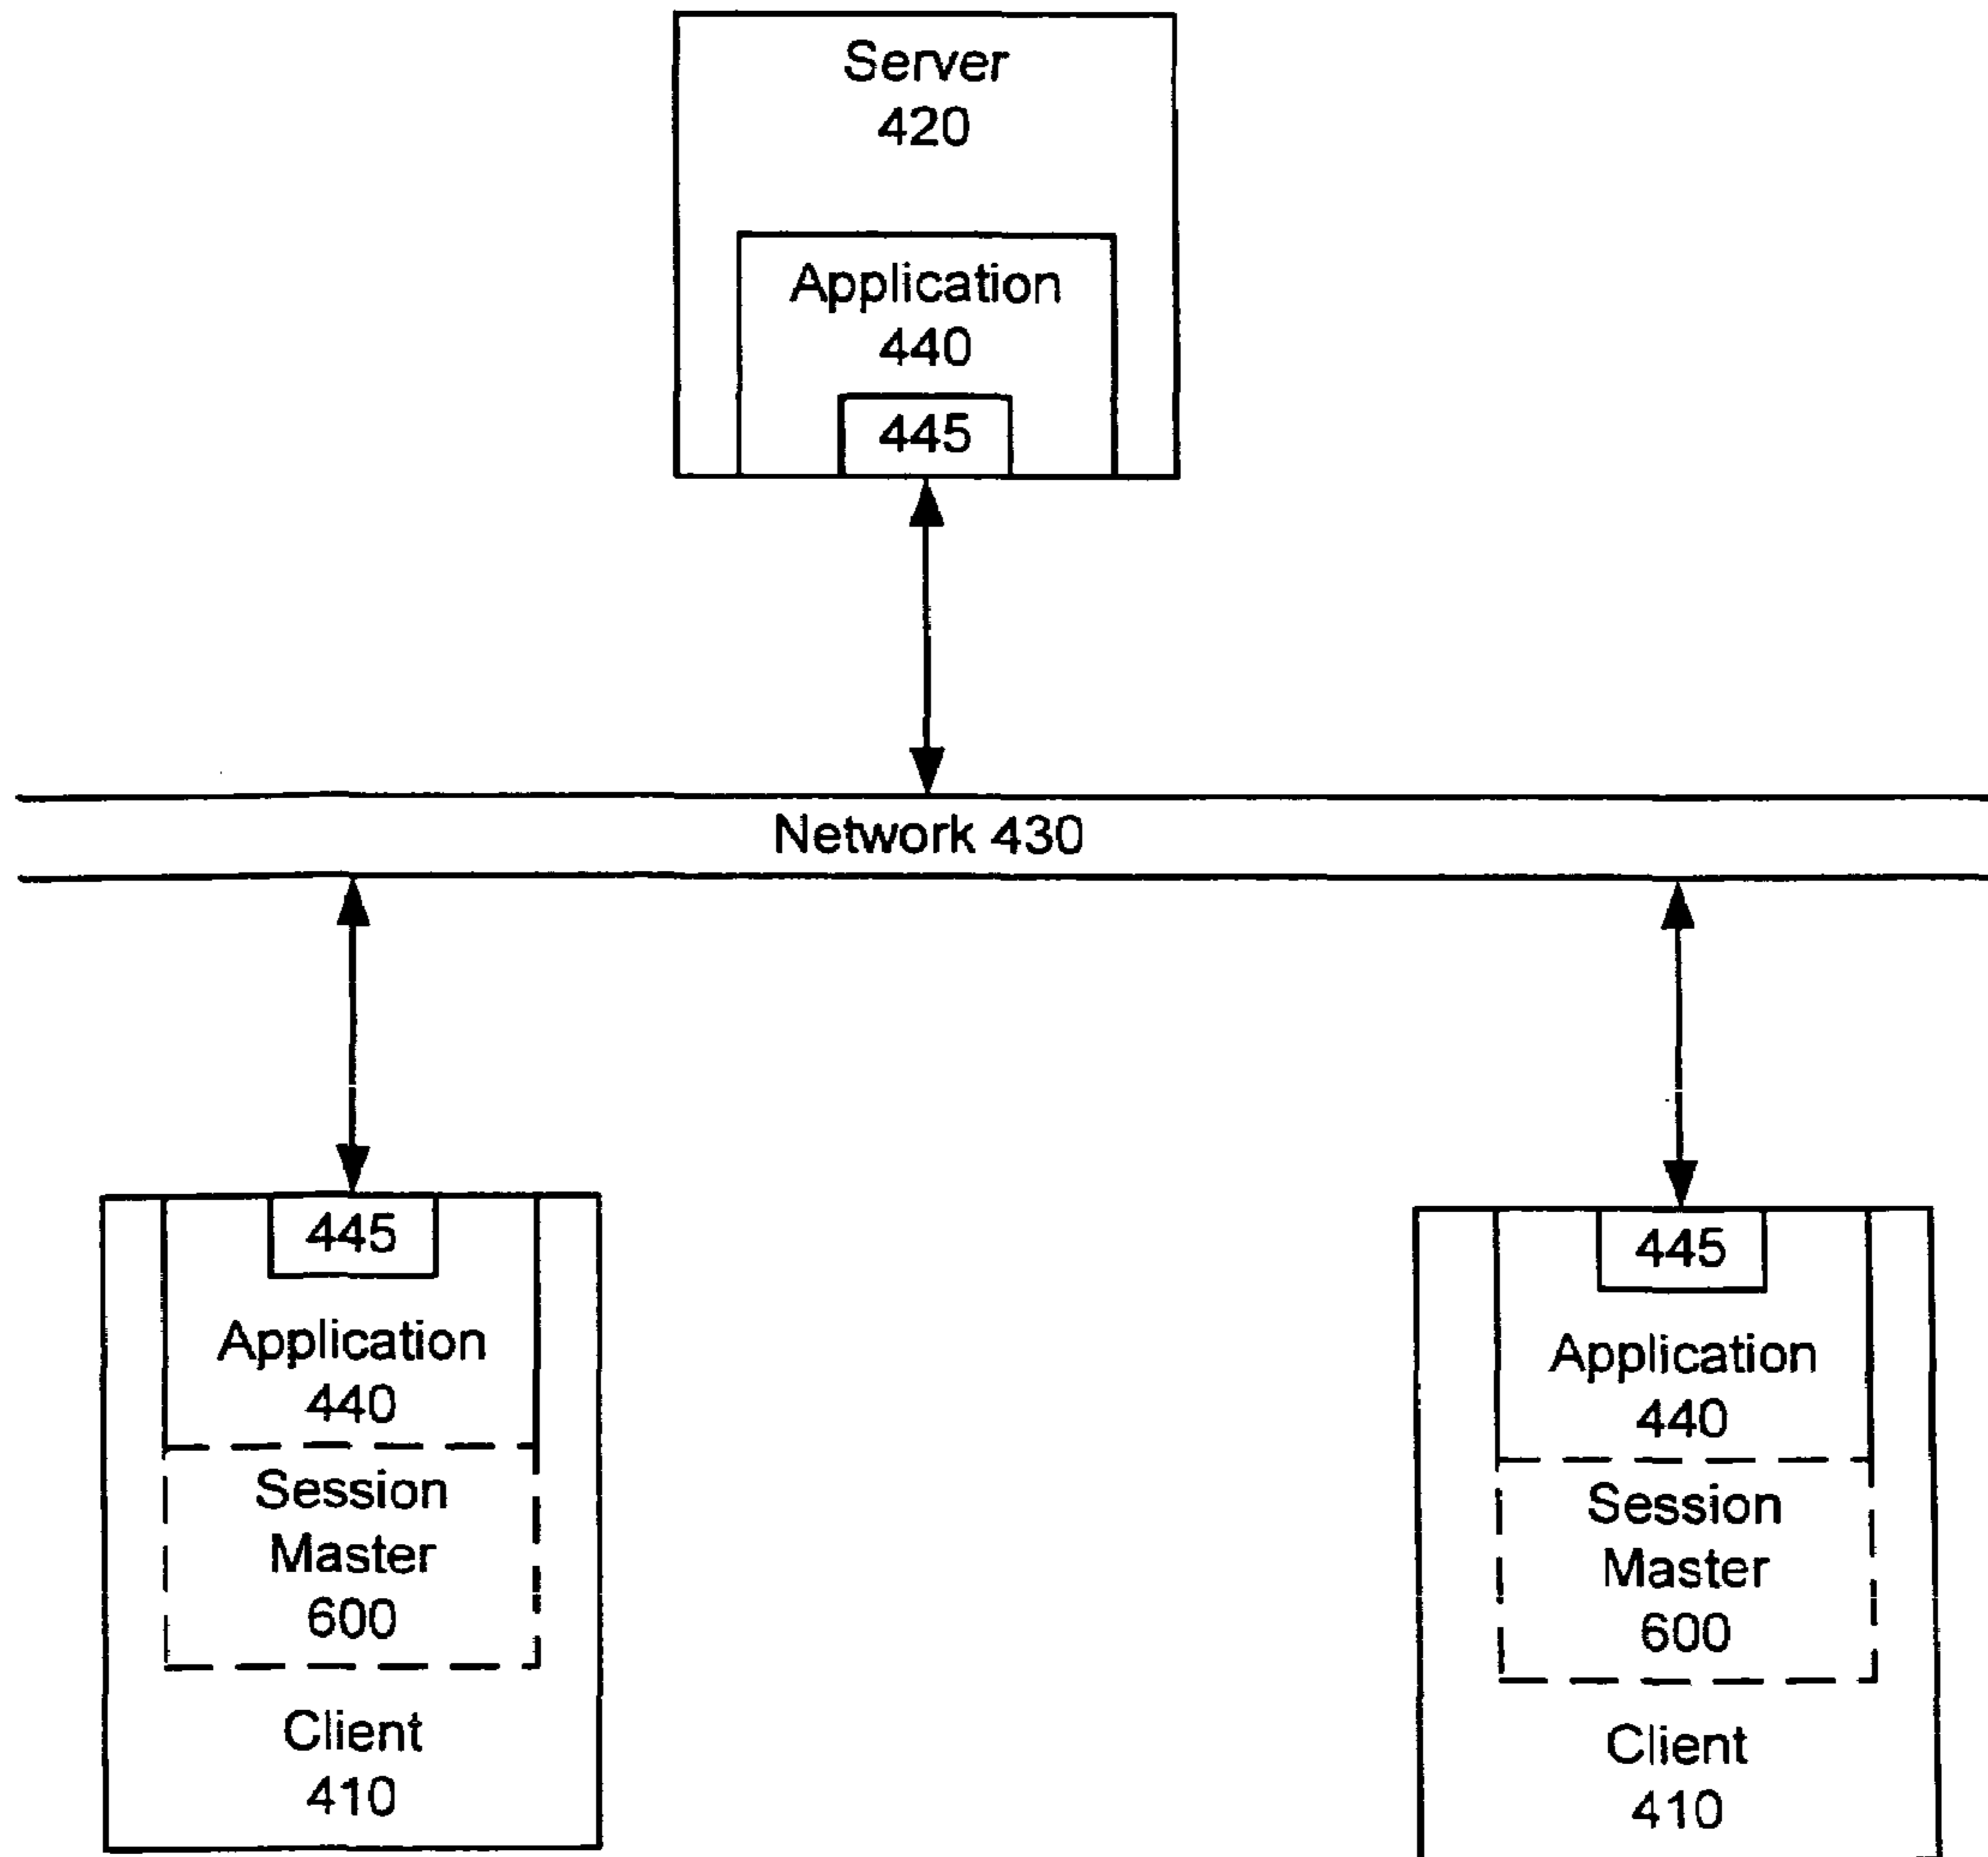 Server
420
Application
440
445
Network 430
445
Application
440
Session
Master
600
Client
410
445
Application
440
Session
Master
600
Client
410